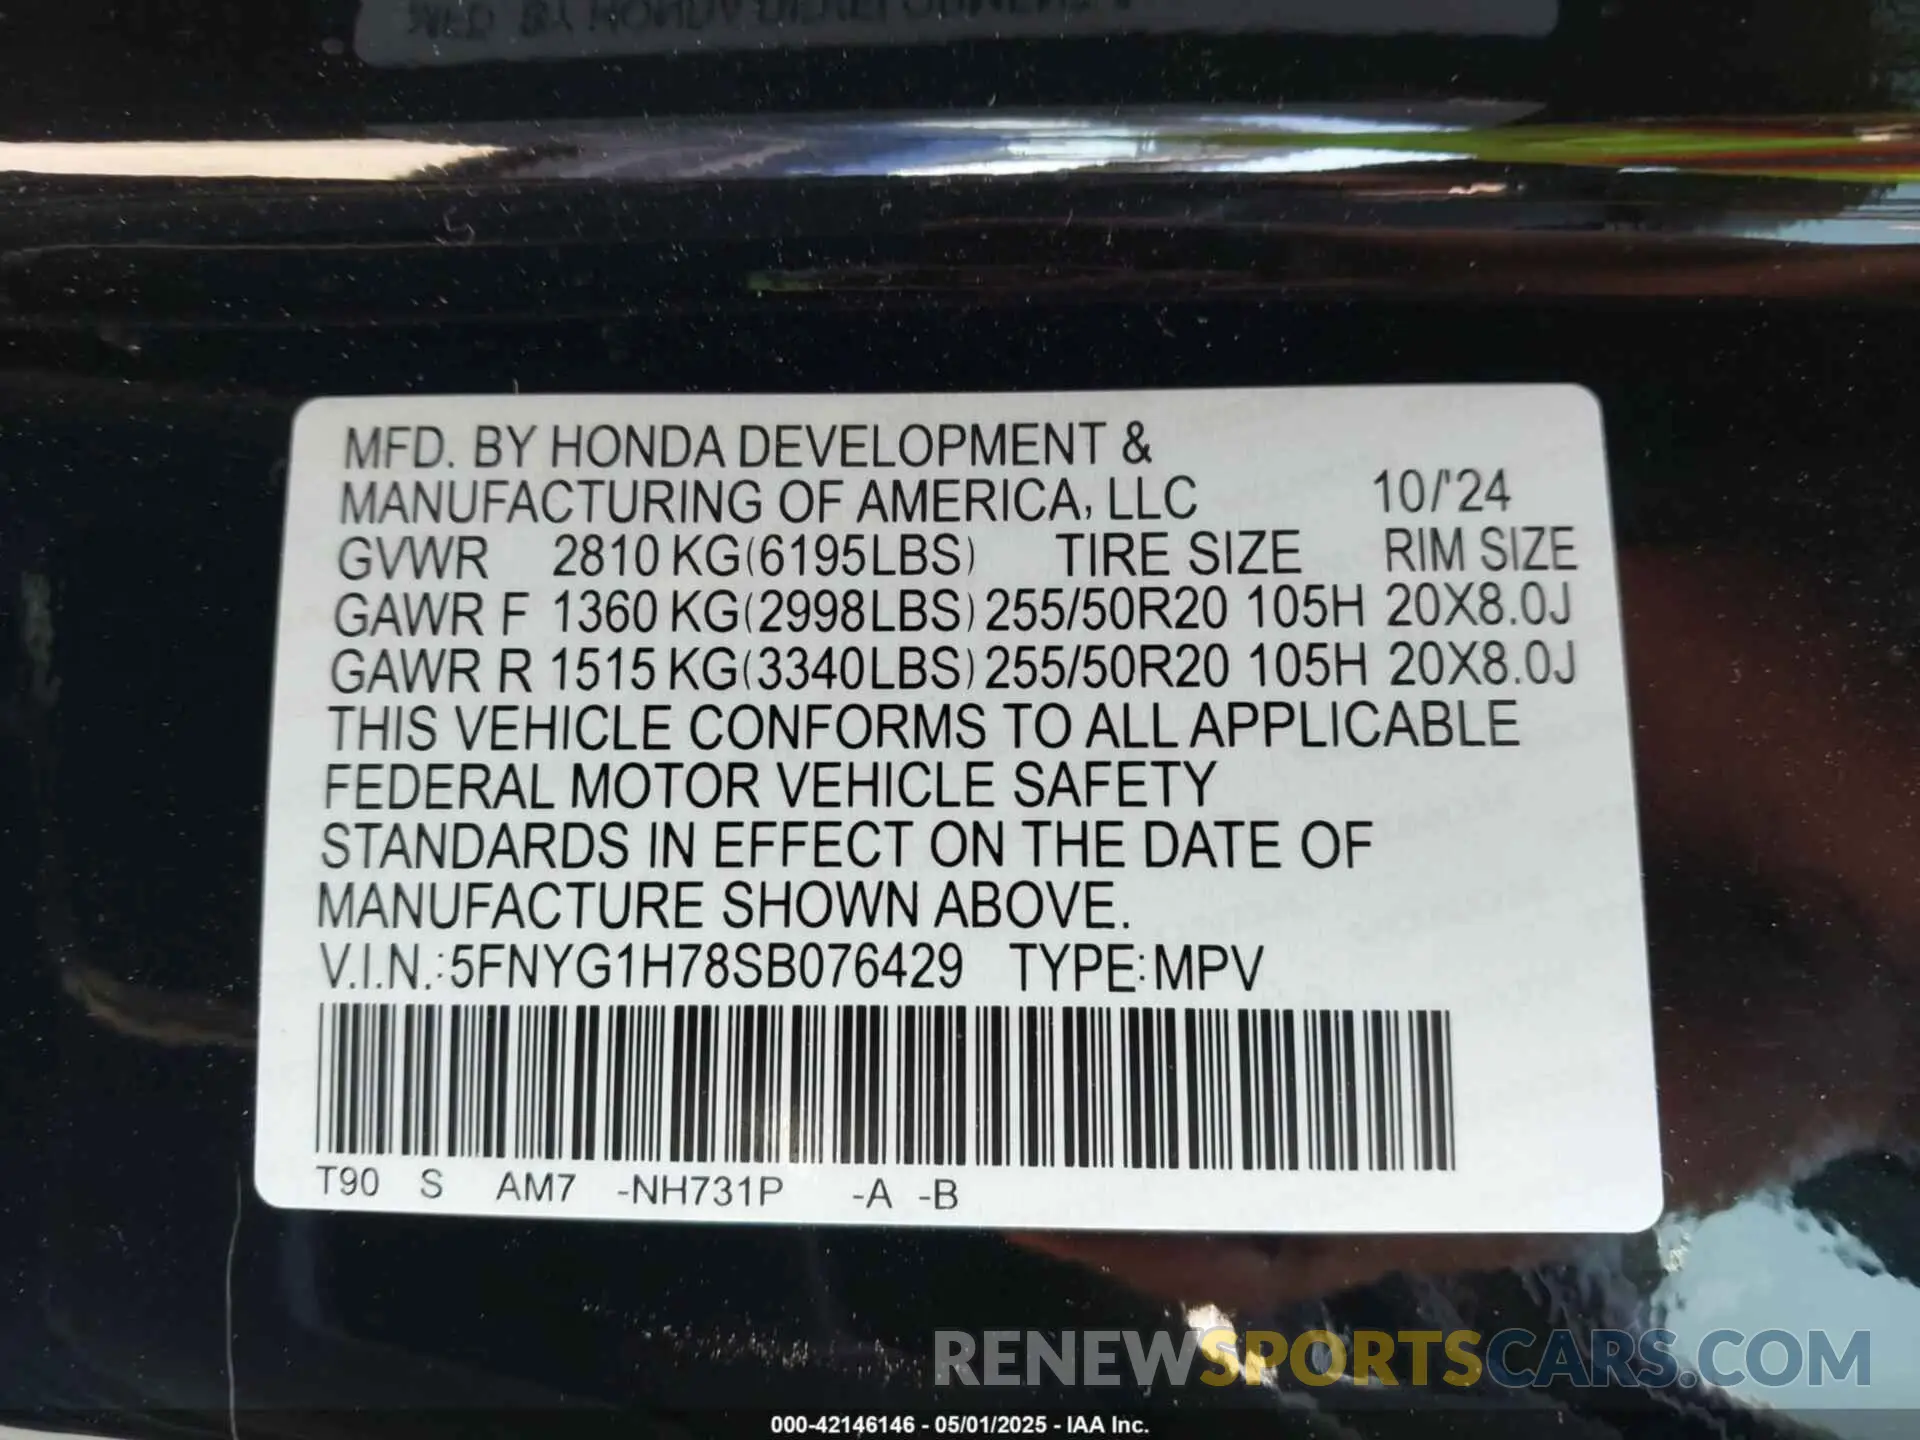 MFD. BY HONDA DEVELOPMENT &
MANUFACTURING OF AMERICA, LLC 10/'24
GVWR 2810 KG(6195LBS) TIRE SIZE RIM SIZE
GAWR F 1360 KG(2998LBS) 255/50R20 105H 20X8.0J
GAWR R 1515 KG(3340LBS) 255/50R20 105H 20X8.0J
THIS VEHICLE CONFORMS TO ALL APPLICABLE
FEDERAL MOTOR VEHICLE SAFETY
STANDARDS IN EFFECT ON THE DATE OF
MANUFACTURE SHOWN ABOVE.
V.I.N.:5FNYG1H78SB076429 TYPE:MPV
T90 S AM7 -NH731P -A -B
RENEWSPORTSCARS.COM
000-42146146 - 05/01/2025 - IAA Inc.